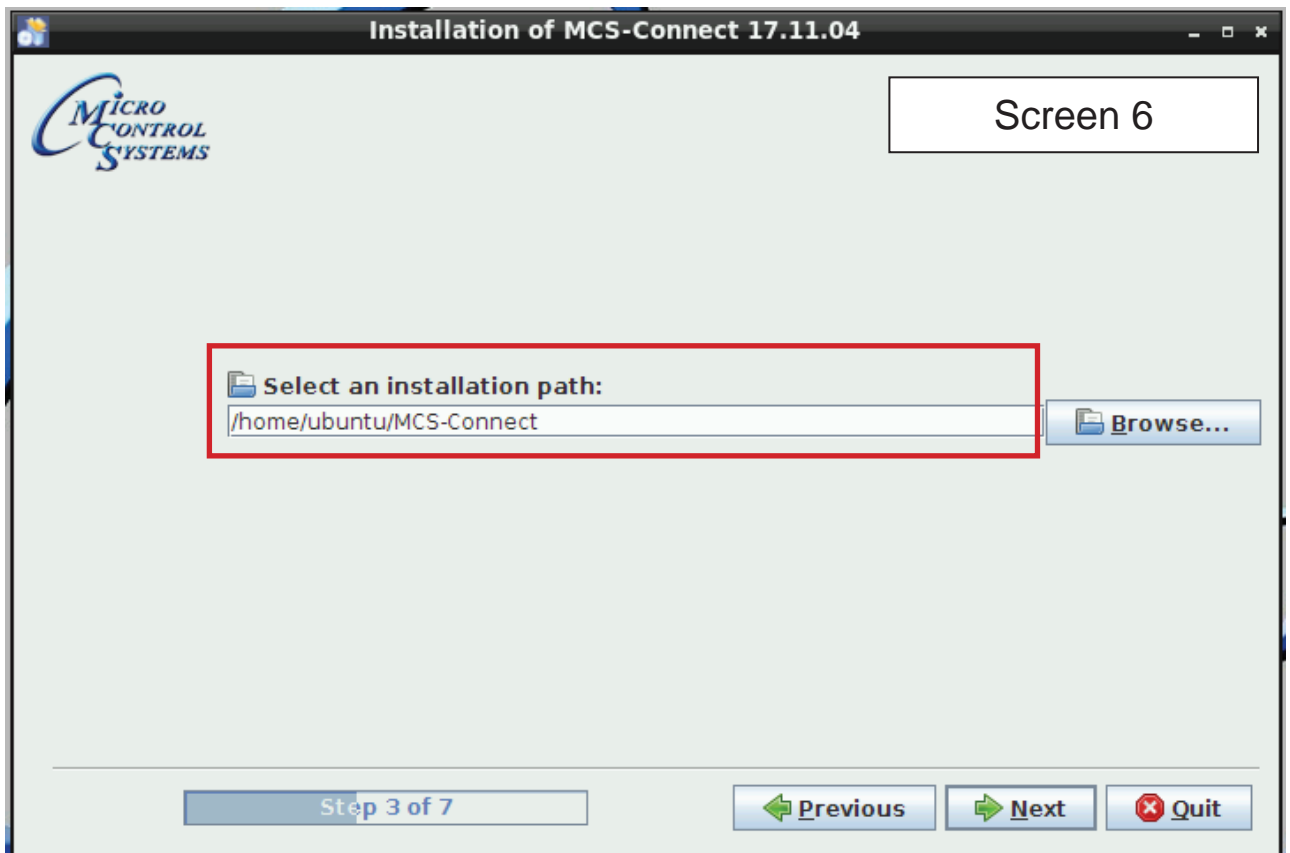 Installation of MCS-Connect 17.11.04
MICRO
CONTROL
SYSTEMS
Screen 6
Select an installation path:
/home/ubuntu/MCS-Connect
Browse...
Step 3 of 7
Previous
Next
Quit